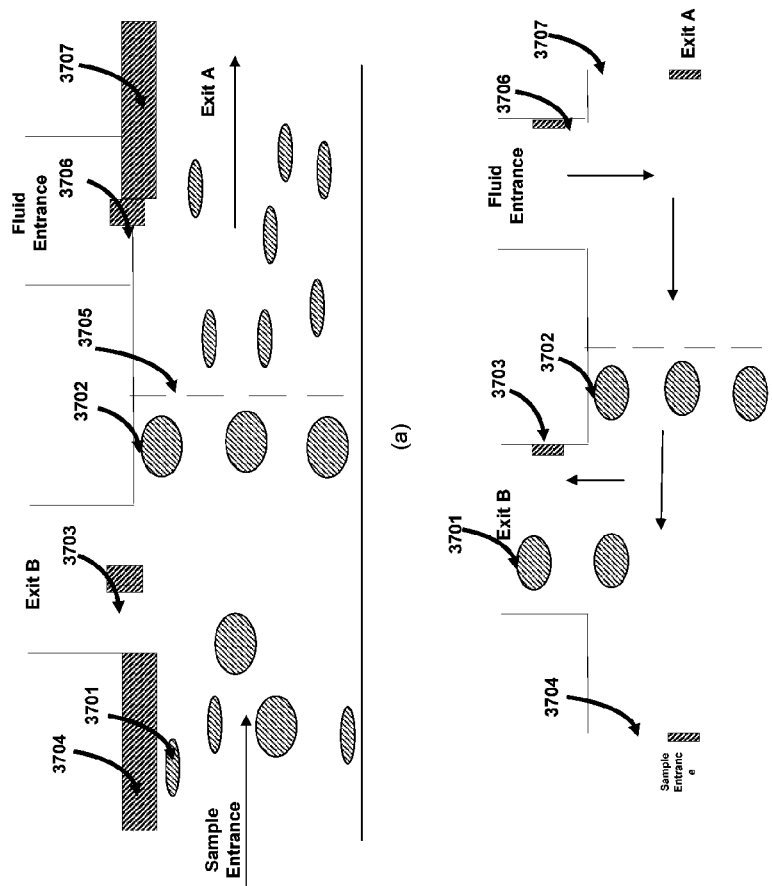 Sample
Entrance
3704
3701
Exit B
3703
3702
3705
Fluid
Entrance
3706
3707
Exit A
(a)
Sample
Entranc
e
3704
3701
Exit B
3703
3702
Fluid
Entrance
3706
3707
Exit A